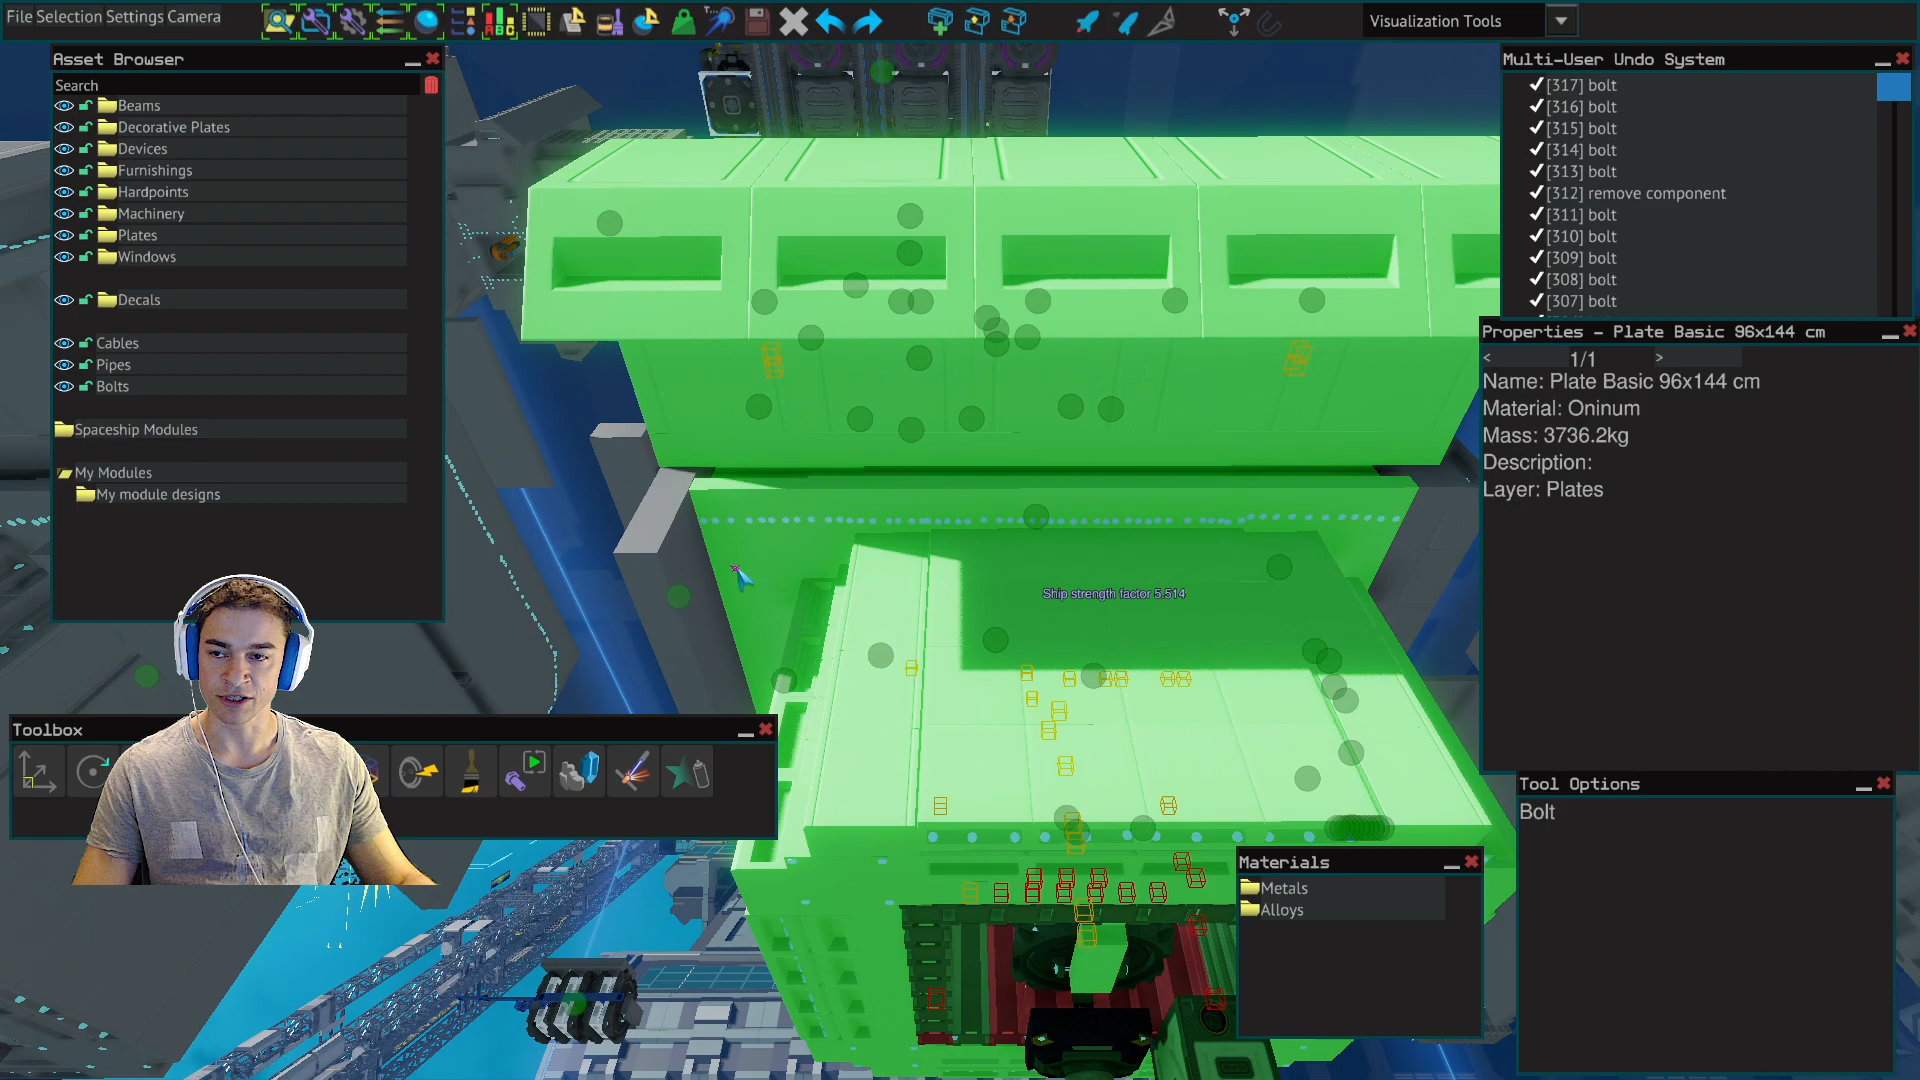 File Selection Settings Camera
Visualization Tools
Asset Browser
Search
Beams
Decorative Plates
Devices
Furnishings
Hardpoints
Machinery
Plates
Windows
Decals
Cables
Pipes
Bolts
Spaceship Modules
My Modules
My module designs
Multi-User Undo System
[317] bolt
[316] bolt
[315] bolt
[314] bolt
[313] bolt
[312] remove component
[311] bolt
[310] bolt
[309] bolt
[308] bolt
[307] bolt
Properties - Plate Basic 96x144 cm
< 1/1 >
Name: Plate Basic 96x144 cm
Material: Oninum
Mass: 3736.2kg
Description:
Layer: Plates
Ship strength factor 5.514
Toolbox
Tool Options
Bolt
Materials
Metals
Alloys
ABC